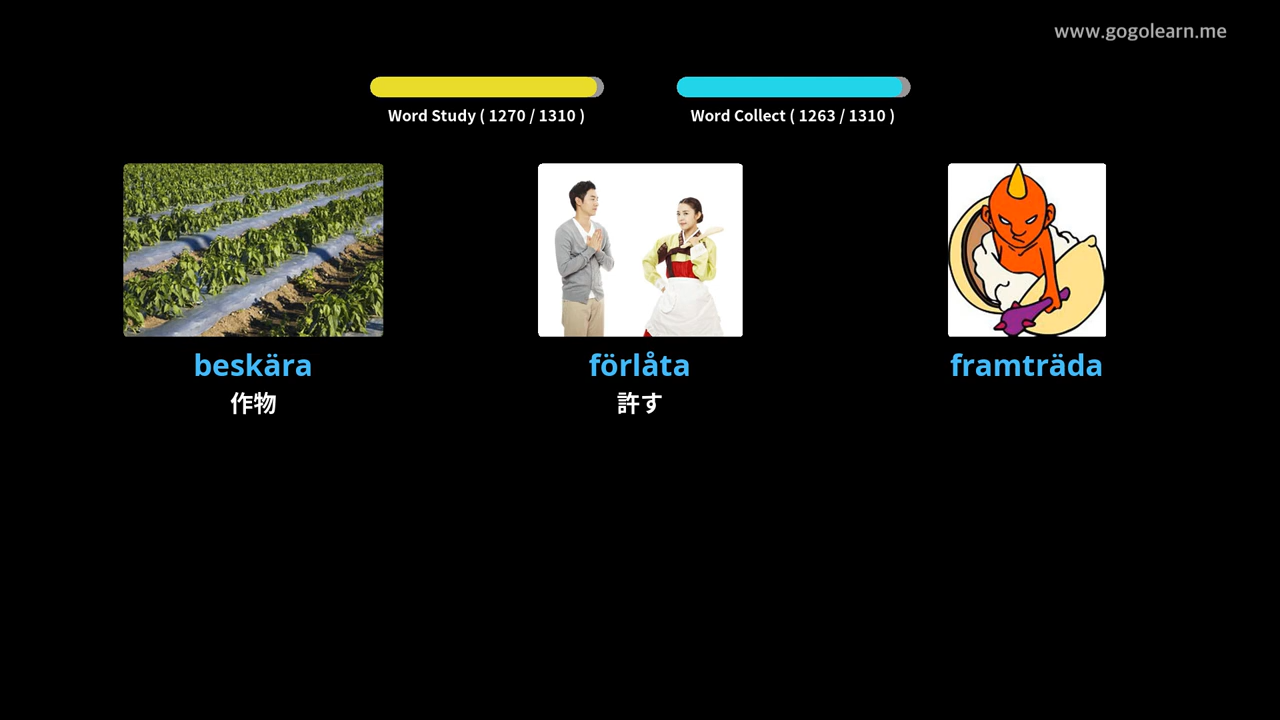 www.gogolearn.me
Word Study ( 1270 / 1310 )
Word Collect ( 1263 / 1310 )
beskära
förlåta
framträda
作物
許す